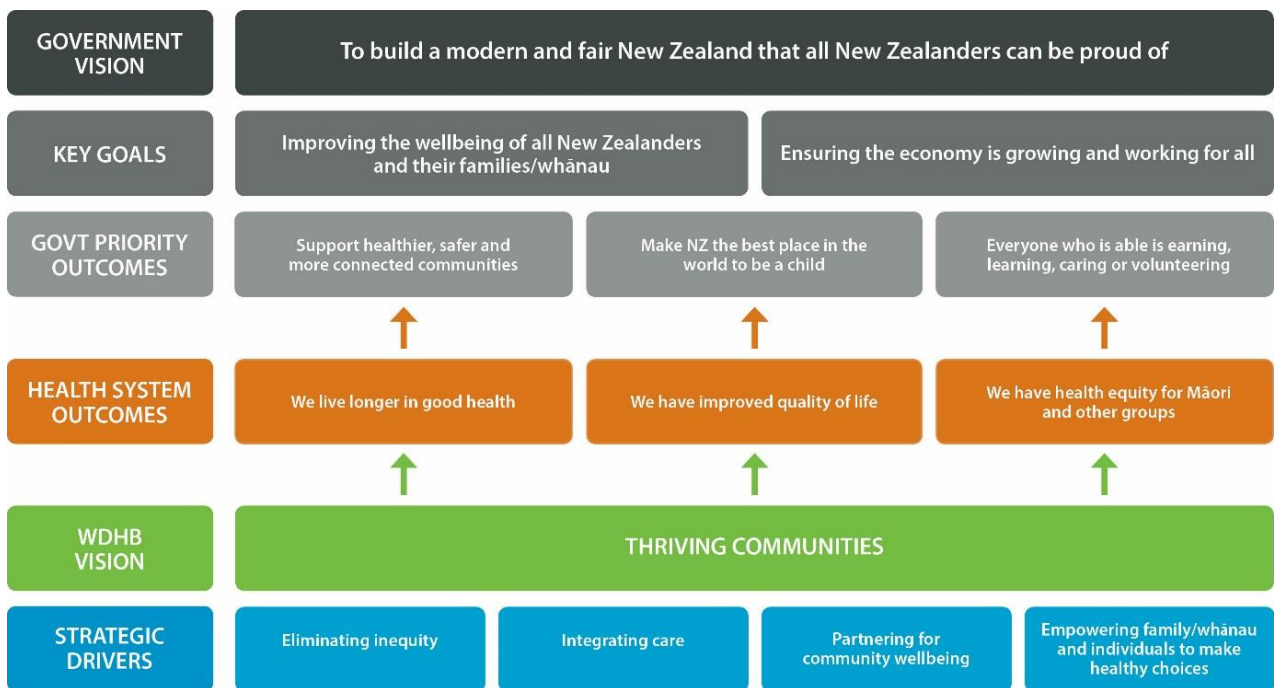 GOVERNMENT
VISION
To build a modern and fair New Zealand that all New Zealanders can be proud of
KEY GOALS
Improving the wellbeing of all New Zealanders
and their families/whānau
Ensuring the economy is growing and working for all
GOVT PRIORITY
OUTCOMES
Support healthier, safer and
more connected communities
Make NZ the best place in the
world to be a child
Everyone who is able is earning,
learning, caring or volunteering
HEALTH SYSTEM
OUTCOMES
We live longer in good health
We have improved quality of life
We have health equity for Māori
and other groups
WDHB
VISION
THRIVING COMMUNITIES
STRATEGIC
DRIVERS
Eliminating inequity
Integrating care
Partnering for
community wellbeing
Empowering family/whānau
and individuals to make
healthy choices